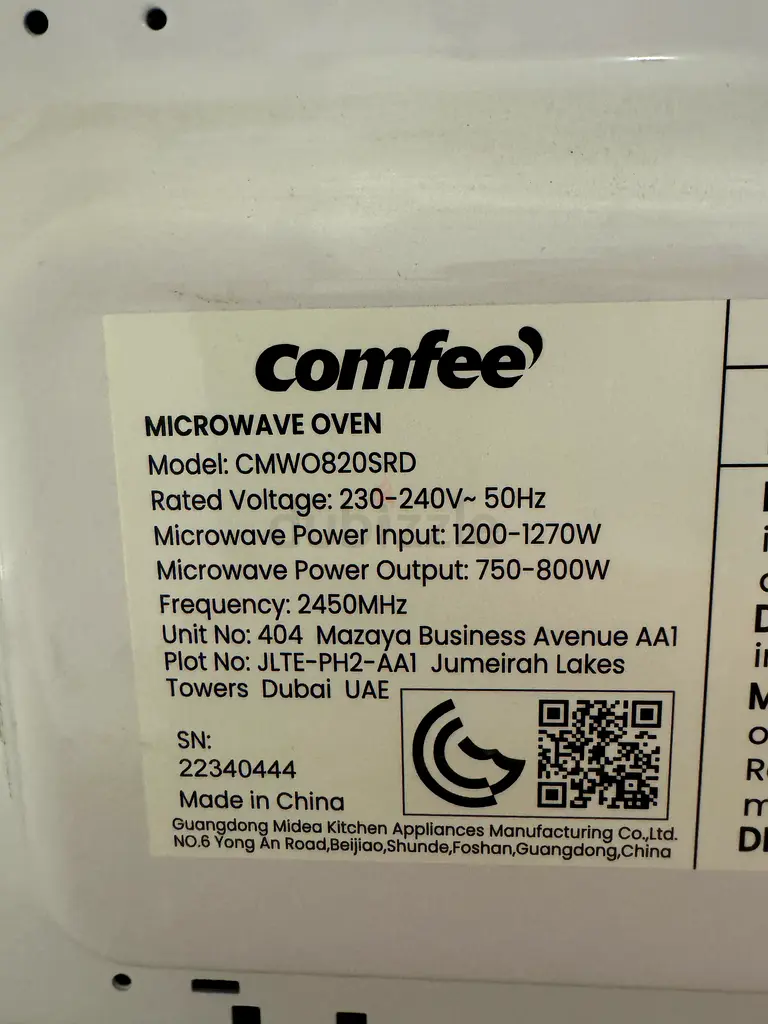 comfee'
MICROWAVE OVEN
Model: CMWO820SRD
Rated Voltage: 230-240V~ 50Hz
Microwave Power Input: 1200-1270W
Microwave Power Output: 750-800W
Frequency: 2450MHz
Unit No: 404 Mazaya Business Avenue AA1
Plot No: JLTE-PH2-AA1 Jumeirah Lakes
Towers Dubai UAE
SN:
22340444
Made in China
Guangdong Midea Kitchen Appliances Manufacturing Co.,Ltd.
NO.6 Yong An Road,Beijiao,Shunde,Foshan,Guangdong,China
dubizzle